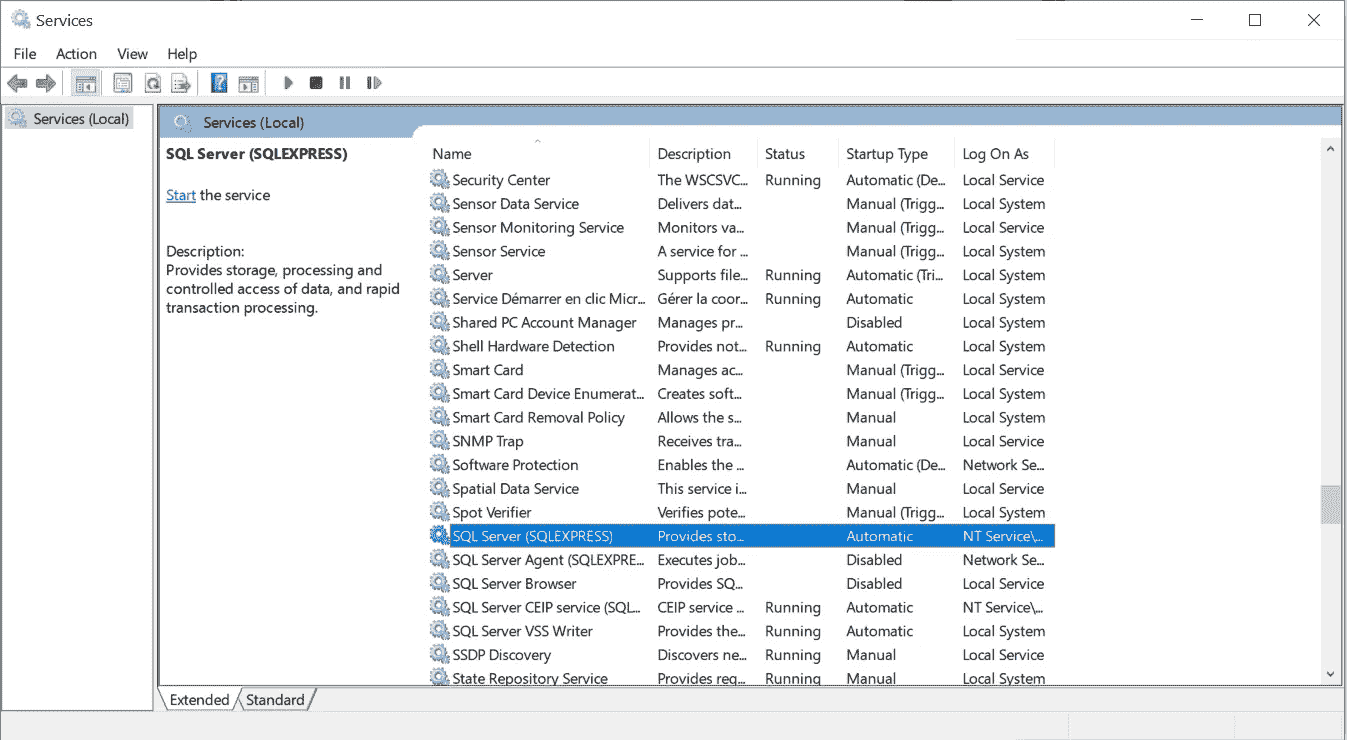 Services
File Action View Help
Services (Local)
Services (Local)
SQL Server (SQLEXPRESS)
Start the service
Description:
Provides storage, processing and
controlled access of data, and rapid
transaction processing.
Name Description Status Startup Type Log On As
Security Center The WSCSVC... Running Automatic (De... Local Service
Sensor Data Service Delivers dat... Manual (Trigg... Local System
Sensor Monitoring Service Monitors va... Manual (Trigg... Local Service
Sensor Service A service for ... Manual (Trigg... Local System
Server Supports file... Running Automatic (Tri... Local System
Service Démarrer en clic Micr... Gérer la coor... Running Automatic Local System
Shared PC Account Manager Manages pr... Disabled Local System
Shell Hardware Detection Provides not... Running Automatic Local System
Smart Card Manages ac... Manual (Trigg... Local Service
Smart Card Device Enumerat... Creates soft... Manual (Trigg... Local System
Smart Card Removal Policy Allows the s... Manual Local System
SNMP Trap Receives tra... Manual Local Service
Software Protection Enables the ... Automatic (De... Network Se...
Spatial Data Service This service i... Manual Local Service
Spot Verifier Verifies pote... Manual (Trigg... Local System
SQL Server (SQLEXPRESS) Provides sto... Automatic NT Service\...
SQL Server Agent (SQLEXPRE... Executes job... Disabled Network Se...
SQL Server Browser Provides SQ... Disabled Local Service
SQL Server CEIP service (SQL... CEIP service ... Running Automatic NT Service\...
SQL Server VSS Writer Provides the... Running Automatic Local System
SSDP Discovery Discovers ne... Running Manual Local Service
State Repository Service Provides req... Running Manual Local System
Extended Standard